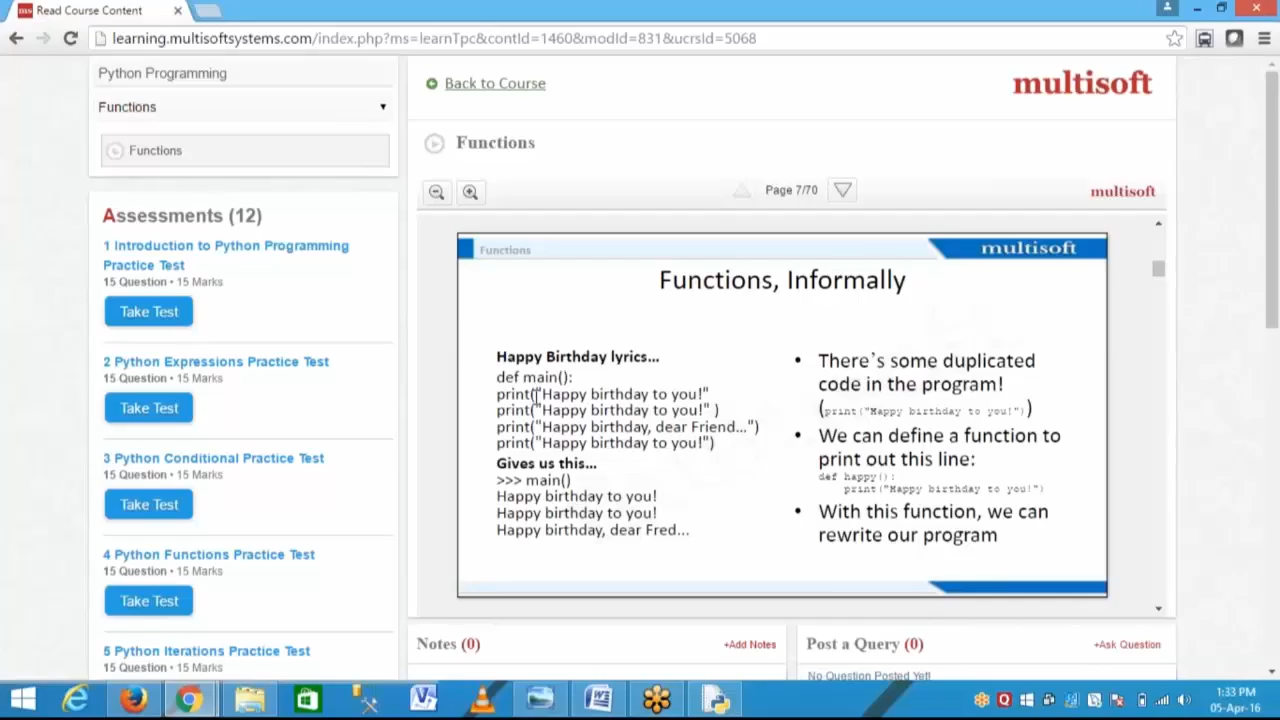 Read Course Content
learning.multisoftsystems.com/index.php?ms=learnTpc&contId=1460&modId=831&ucrsId=5068
Python Programming
Functions
Functions
Assessments (12)
1 Introduction to Python Programming
Practice Test
15 Question • 15 Marks
Take Test
2 Python Expressions Practice Test
15 Question • 15 Marks
Take Test
3 Python Conditional Practice Test
15 Question • 15 Marks
Take Test
4 Python Functions Practice Test
15 Question • 15 Marks
Take Test
5 Python Iterations Practice Test
15 Question • 15 Marks
Back to Course
multisoft
Functions
Page 7/70
multisoft
Functions
multisoft
Functions, Informally
Happy Birthday lyrics...
def main():
print("Happy birthday to you!"
print("Happy birthday to you!" )
print("Happy birthday, dear Friend...")
print("Happy birthday to you!")
Gives us this...
>>> main()
Happy birthday to you!
Happy birthday to you!
Happy birthday, dear Fred...
• There's some duplicated
code in the program!
(print("Happy birthday to you!"))
• We can define a function to
print out this line:
def happy():
print("Happy birthday to you!")
• With this function, we can
rewrite our program
Notes (0)
+Add Notes
Post a Query (0)
+Ask Question
No Question Posted Yet!
1:33 PM
05-Apr-16